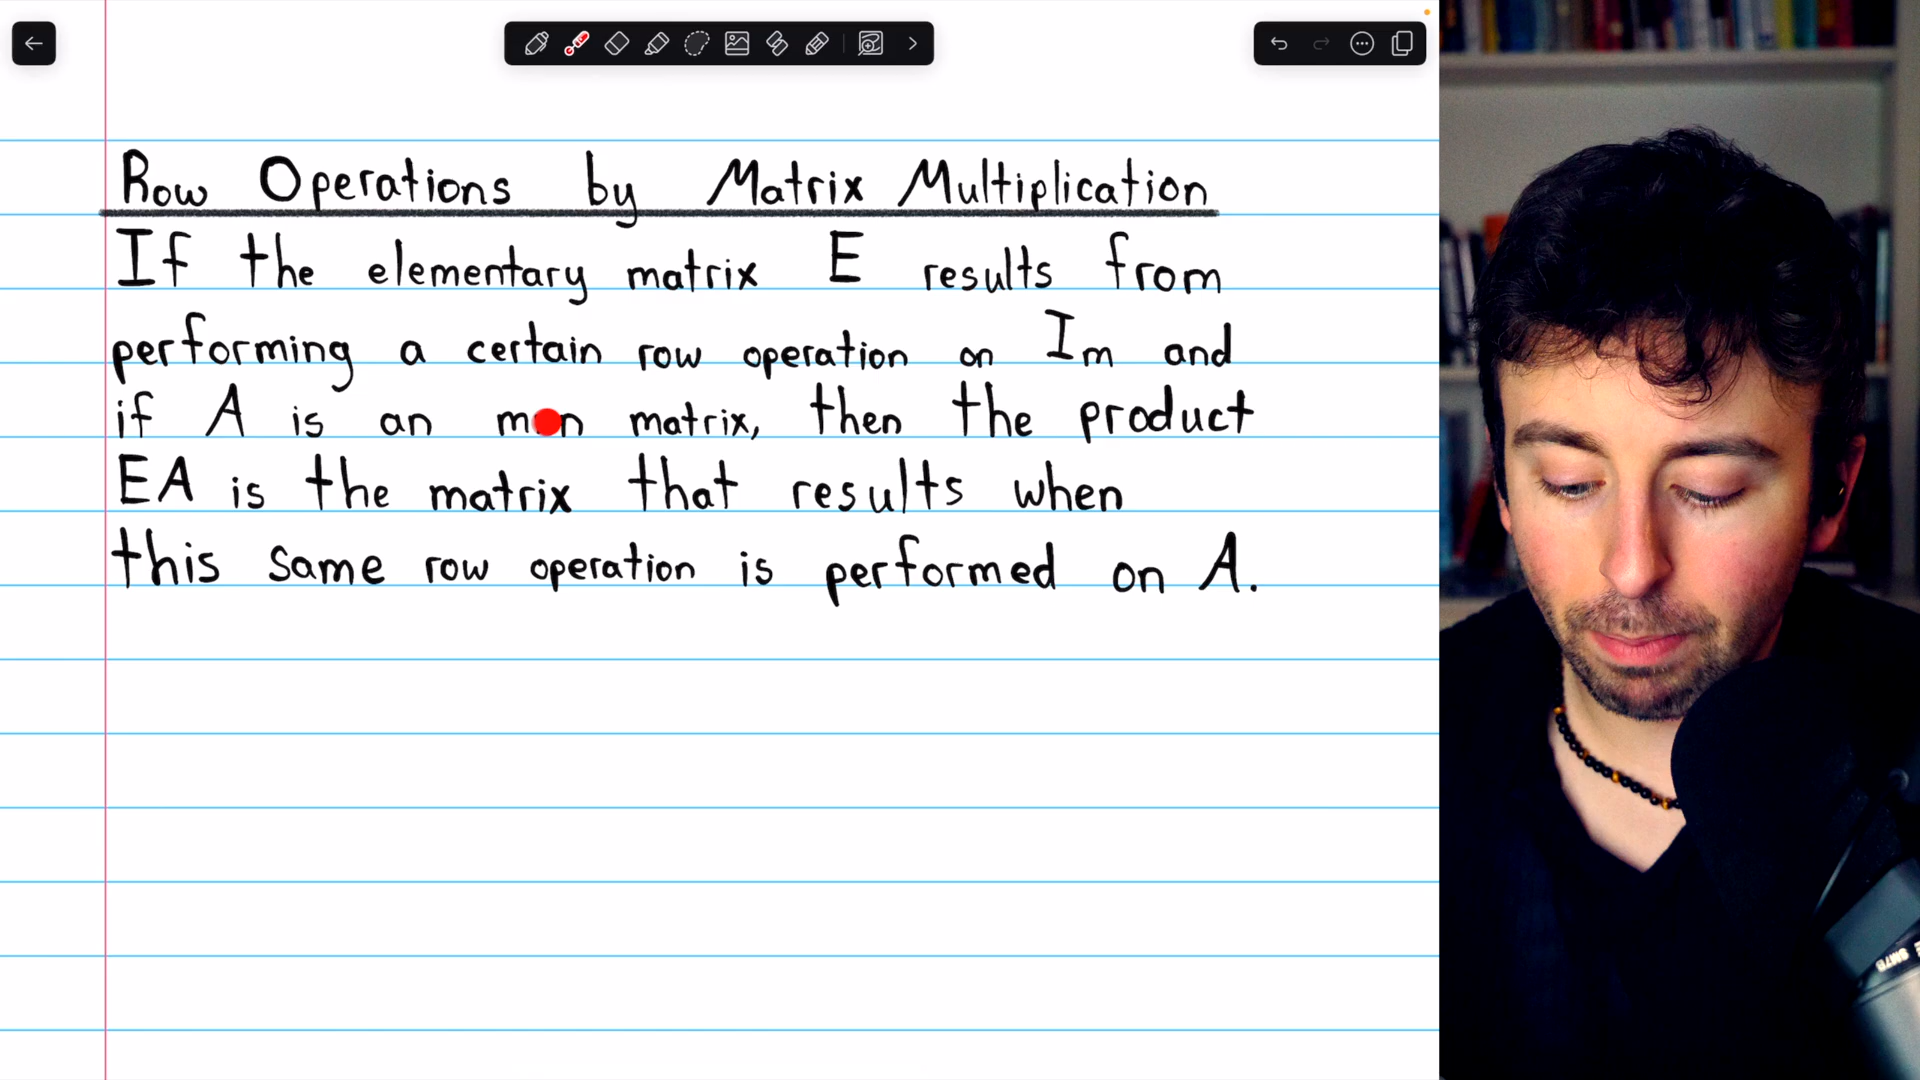 Row Operations by Matrix Multiplication
If the elementary matrix E results from
performing a certain row operation on Im and
if A is an m n matrix, then the product
EA is the matrix that results when
this same row operation is performed on A.
SM7B